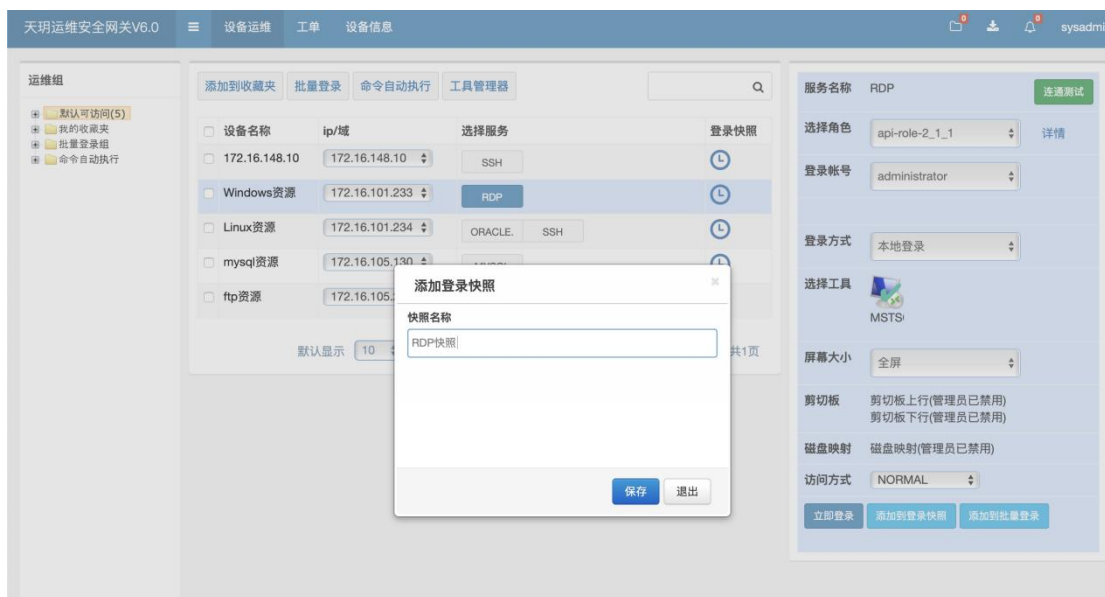 天玥运维安全网关V6.0 设备运维 工单 设备信息 0 0 sysadmi
运维组
默认可访问(5)
我的收藏夹
批量登录组
命令自动执行
添加到收藏夹 批量登录 命令自动执行 工具管理器
设备名称 ip/域 选择服务 登录快照
172.16.148.10 172.16.148.10 SSH
Windows资源 172.16.101.233 RDP
Linux资源 172.16.101.234 ORACLE. SSH
mysql资源 172.16.105.130
ftp资源 172.16.105.
默认显示 10 共1页
添加登录快照
快照名称
RDP快照
保存 退出
服务名称 RDP 连通测试
选择角色 api-role-2_1_1 详情
登录帐号 administrator
登录方式 本地登录
选择工具
MSTS
屏幕大小 全屏
剪切板 剪切板上行(管理员已禁用)
剪切板下行(管理员已禁用)
磁盘映射 磁盘映射(管理员已禁用)
访问方式 NORMAL
立即登录 添加到登录快照 添加到批量登录